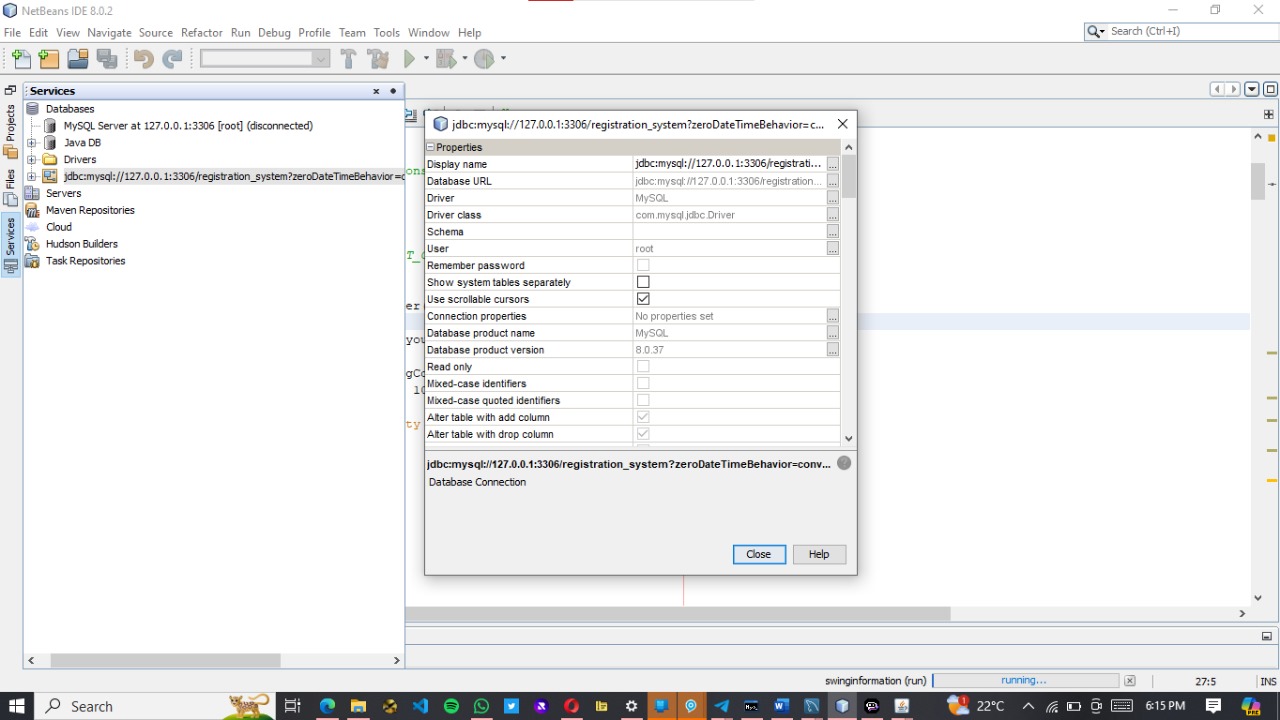 NetBeans IDE 8.0.2
File Edit View Navigate Source Refactor Run Debug Profile Team Tools Window Help
Search (Ctrl+I)
Projects
Files
Services
Services
Databases
MySQL Server at 127.0.0.1:3306 [root] (disconnected)
Java DB
Drivers
jdbc:mysql://127.0.0.1:3306/registration_system?zeroDateTimeBehavior=c
Servers
Maven Repositories
Cloud
Hudson Builders
Task Repositories
jdbc:mysql://127.0.0.1:3306/registration_system?zeroDateTimeBehavior=c...
Properties
Display name jdbc:mysql://127.0.0.1:3306/registrati... ...
Database URL jdbc:mysql://127.0.0.1:3306/registration... ...
Driver MySQL ...
Driver class com.mysql.jdbc.Driver ...
Schema ...
User root ...
Remember password
Show system tables separately
Use scrollable cursors
Connection properties No properties set ...
Database product name MySQL ...
Database product version 8.0.37 ...
Read only
Mixed-case identifiers
Mixed-case quoted identifiers
Alter table with add column
Alter table with drop column
jdbc:mysql://127.0.0.1:3306/registration_system?zeroDateTimeBehavior=conv...
Database Connection
Close Help
swinginformation (run) running... 27:5 INS
Search 22°C 6:15 PM